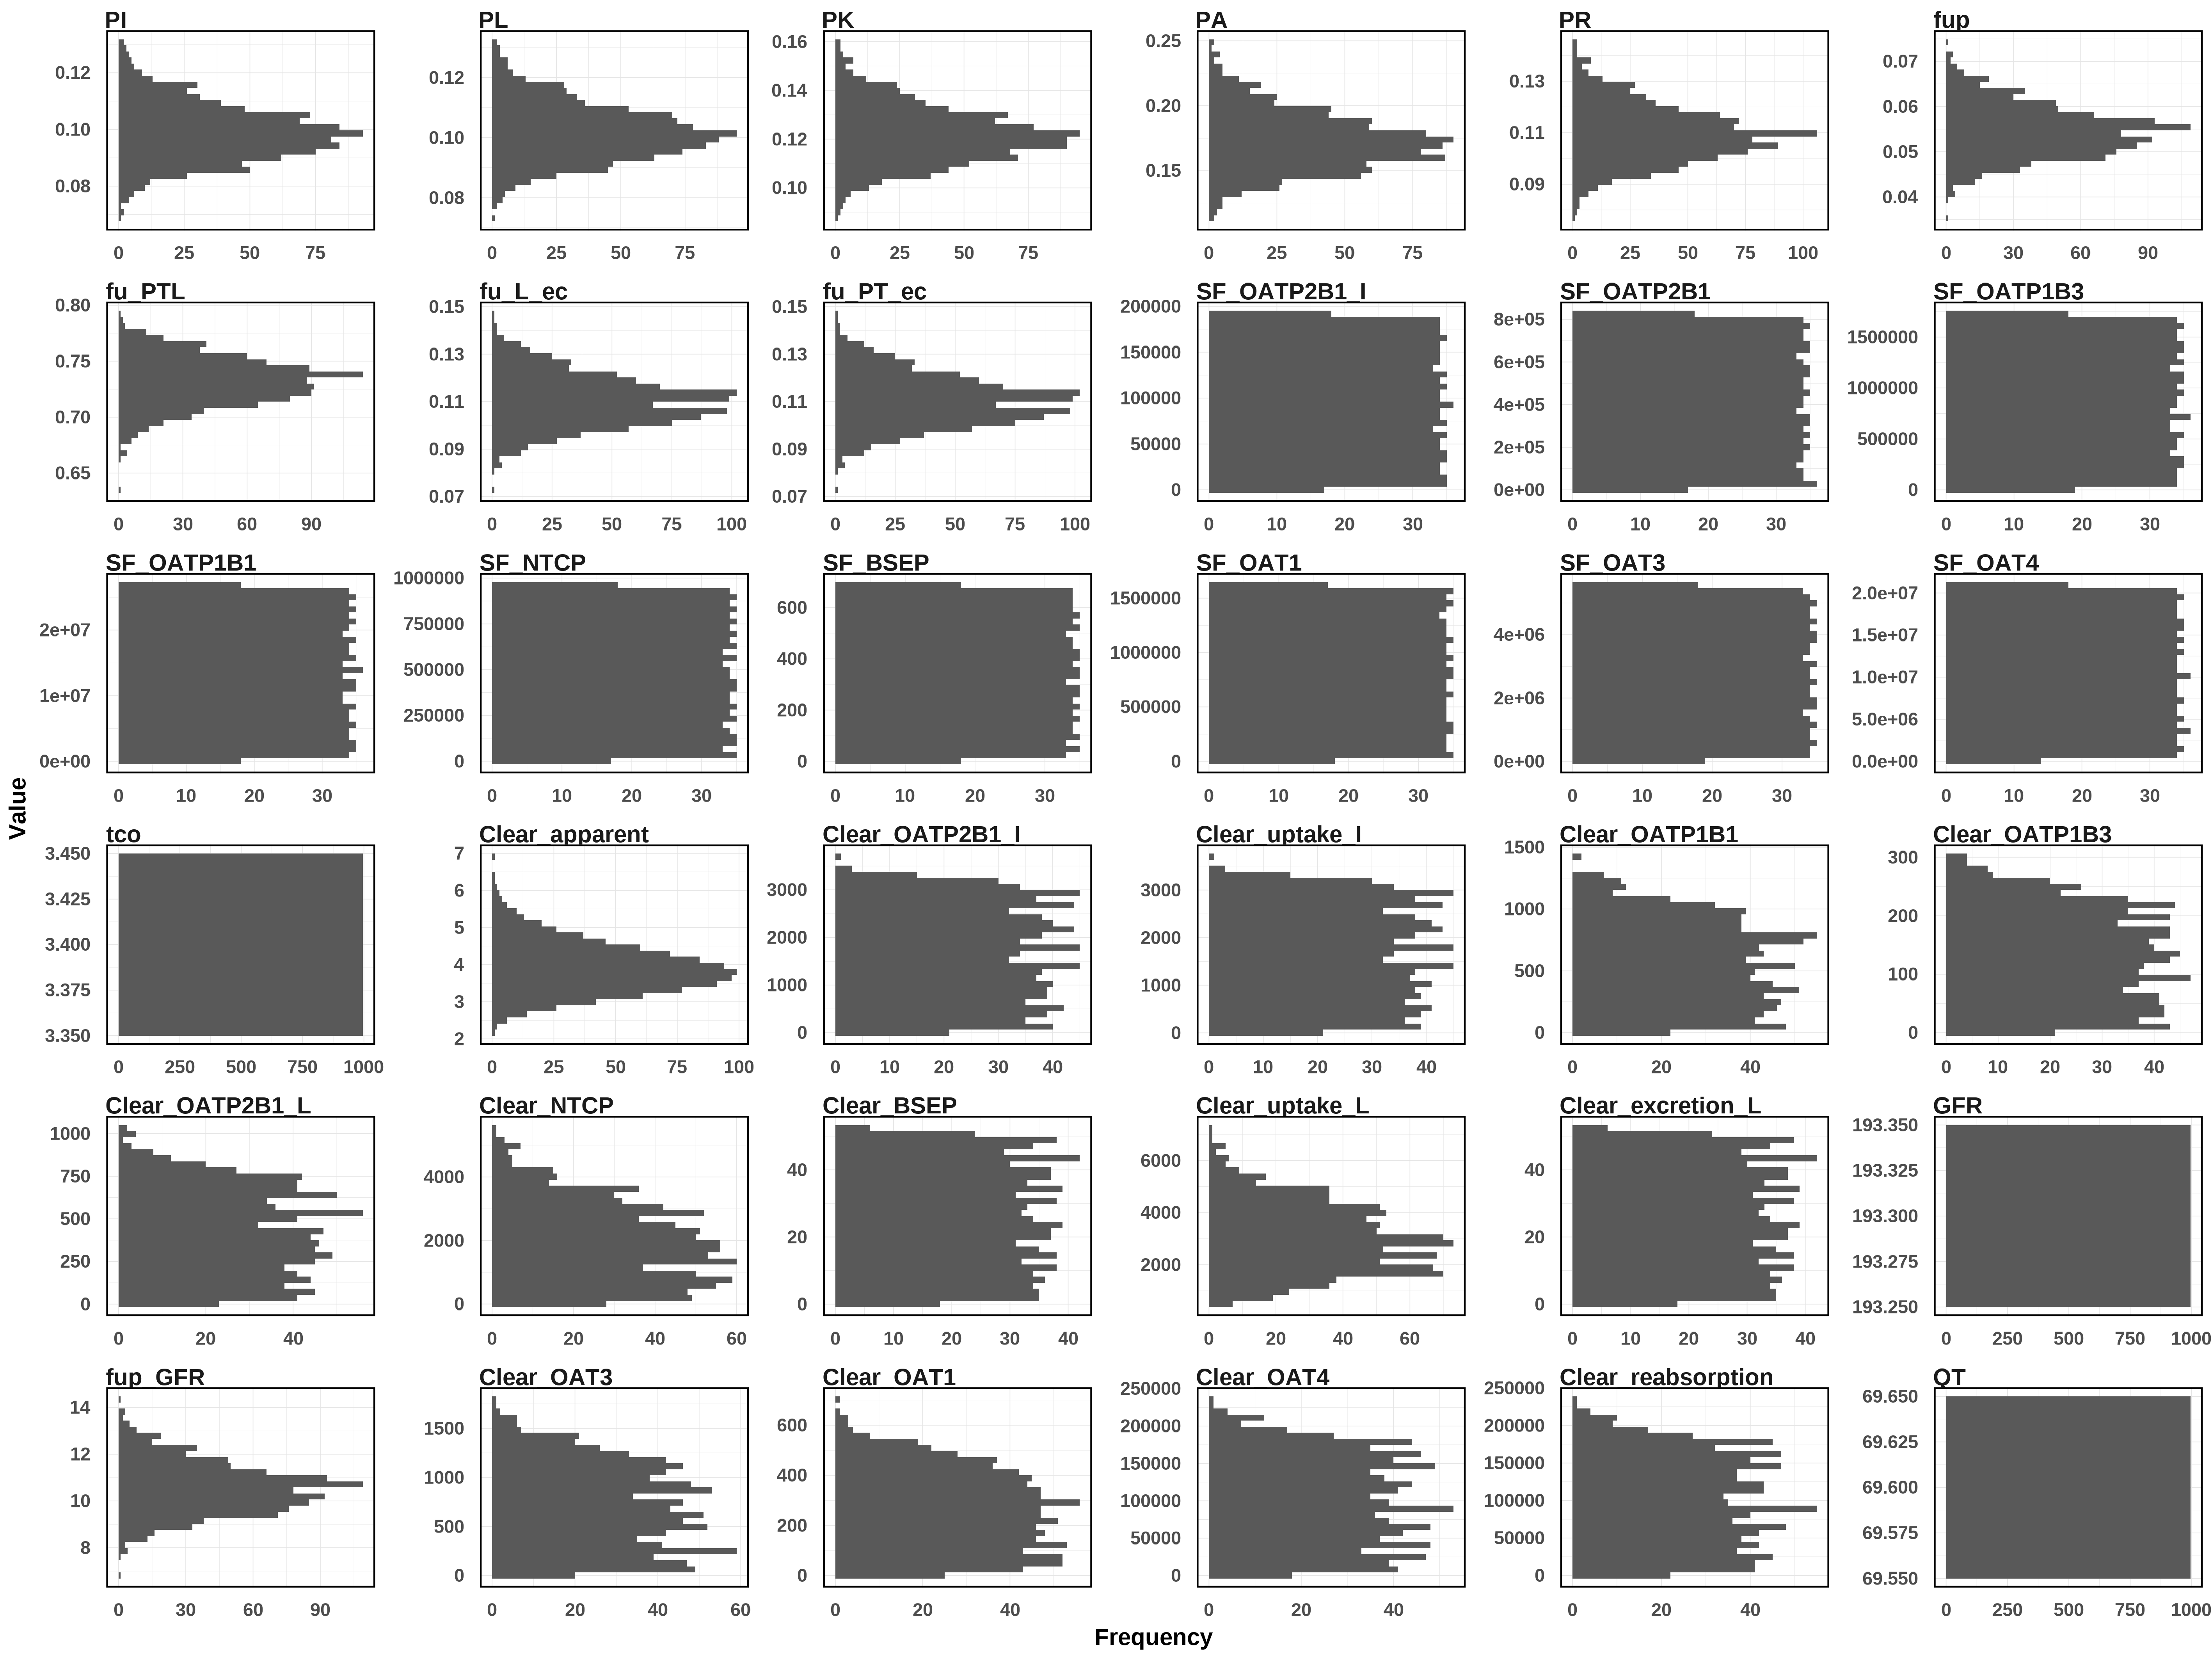 PI
PL
PK
PA
PR
fup
0.12
0.10
0.08
0 25 50 75
0.12
0.10
0.08
0 25 50 75
0.16
0.14
0.12
0.10
0 25 50 75
0.25
0.20
0.15
0 25 50 75
0.13
0.11
0.09
0 25 50 75 100
0.07
0.06
0.05
0.04
0 30 60 90
fu_PTL
fu_L_ec
fu_PT_ec
SF_OATP2B1_I
SF_OATP2B1
SF_OATP1B3
0.80
0.75
0.70
0.65
0 30 60 90
0.15
0.13
0.11
0.09
0.07
0 25 50 75 100
0.15
0.13
0.11
0.09
0.07
0 25 50 75 100
200000
150000
100000
50000
0
0 10 20 30
8e+05
6e+05
4e+05
2e+05
0e+00
0 10 20 30
1500000
1000000
500000
0
0 10 20 30
SF_OATP1B1
SF_NTCP
SF_BSEP
SF_OAT1
SF_OAT3
SF_OAT4
2e+07
1e+07
0e+00
0 10 20 30
1000000
750000
500000
250000
0
0 10 20 30
600
400
200
0
0 10 20 30
1500000
1000000
500000
0
0 10 20 30
4e+06
2e+06
0e+00
0 10 20 30
2.0e+07
1.5e+07
1.0e+07
5.0e+06
0.0e+00
0 10 20 30
Value
tco
Clear_apparent
Clear_OATP2B1_I
Clear_uptake_I
Clear_OATP1B1
Clear_OATP1B3
3.450
3.425
3.400
3.375
3.350
0 250 500 750 1000
7
6
5
4
3
2
0 25 50 75 100
3000
2000
1000
0
0 10 20 30 40
3000
2000
1000
0
0 10 20 30 40
1500
1000
500
0
0 20 40
300
200
100
0
0 10 20 30 40
Clear_OATP2B1_L
Clear_NTCP
Clear_BSEP
Clear_uptake_L
Clear_excretion_L
GFR
1000
750
500
250
0
0 20 40
4000
2000
0
0 20 40 60
40
20
0
0 10 20 30 40
6000
4000
2000
0 20 40 60
40
20
0
0 10 20 30 40
193.350
193.325
193.300
193.275
193.250
0 250 500 750 1000
fup_GFR
Clear_OAT3
Clear_OAT1
Clear_OAT4
Clear_reabsorption
QT
14
12
10
8
0 30 60 90
1500
1000
500
0
0 20 40 60
600
400
200
0
0 20 40
250000
200000
150000
100000
50000
0
0 20 40
250000
200000
150000
100000
50000
0
0 20 40
69.650
69.625
69.600
69.575
69.550
0 250 500 750 1000
Frequency